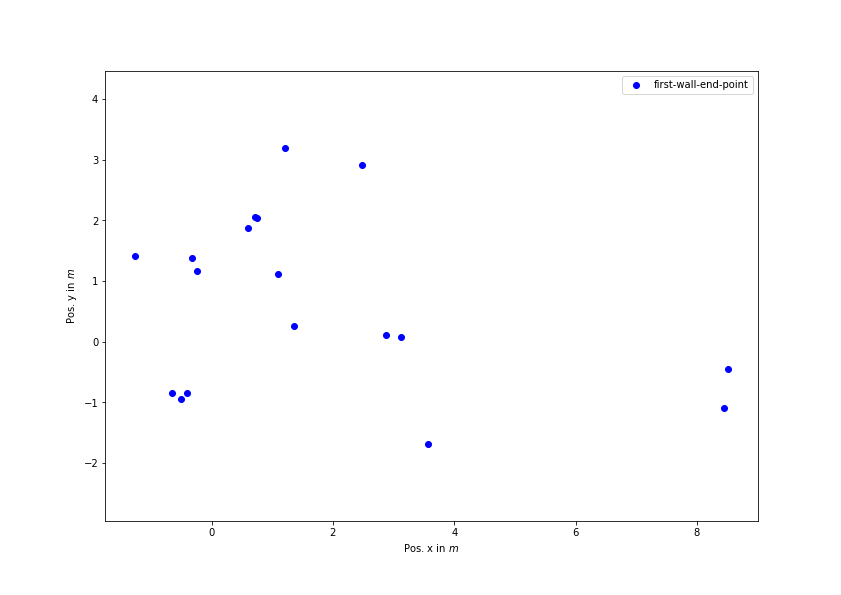 first-wall-end-point
4
3
2
1
0
−1
−2
Pos. y in m
0 2 4 6 8
Pos. x in m